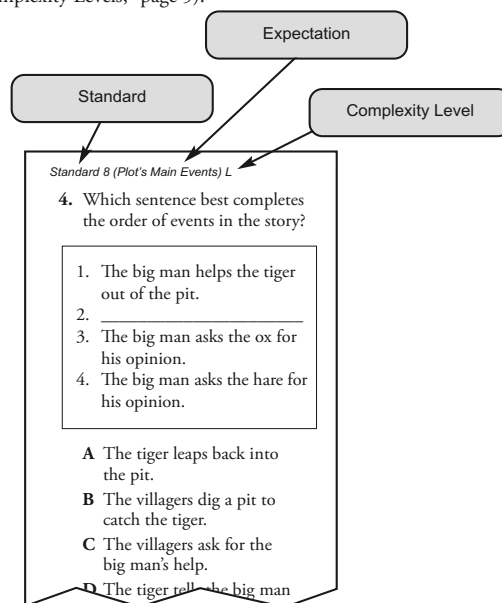 mplexity Levels," page 9).
Expectation
Standard
Complexity Level
Standard 8 (Plot's Main Events) L
4. Which sentence best completes
the order of events in the story?
1. The big man helps the tiger
out of the pit.
2. ______________________
3. The big man asks the ox for
his opinion.
4. The big man asks the hare for
his opinion.
A The tiger leaps back into
the pit.
B The villagers dig a pit to
catch the tiger.
C The villagers ask for the
big man's help.
D The tiger tell the big man